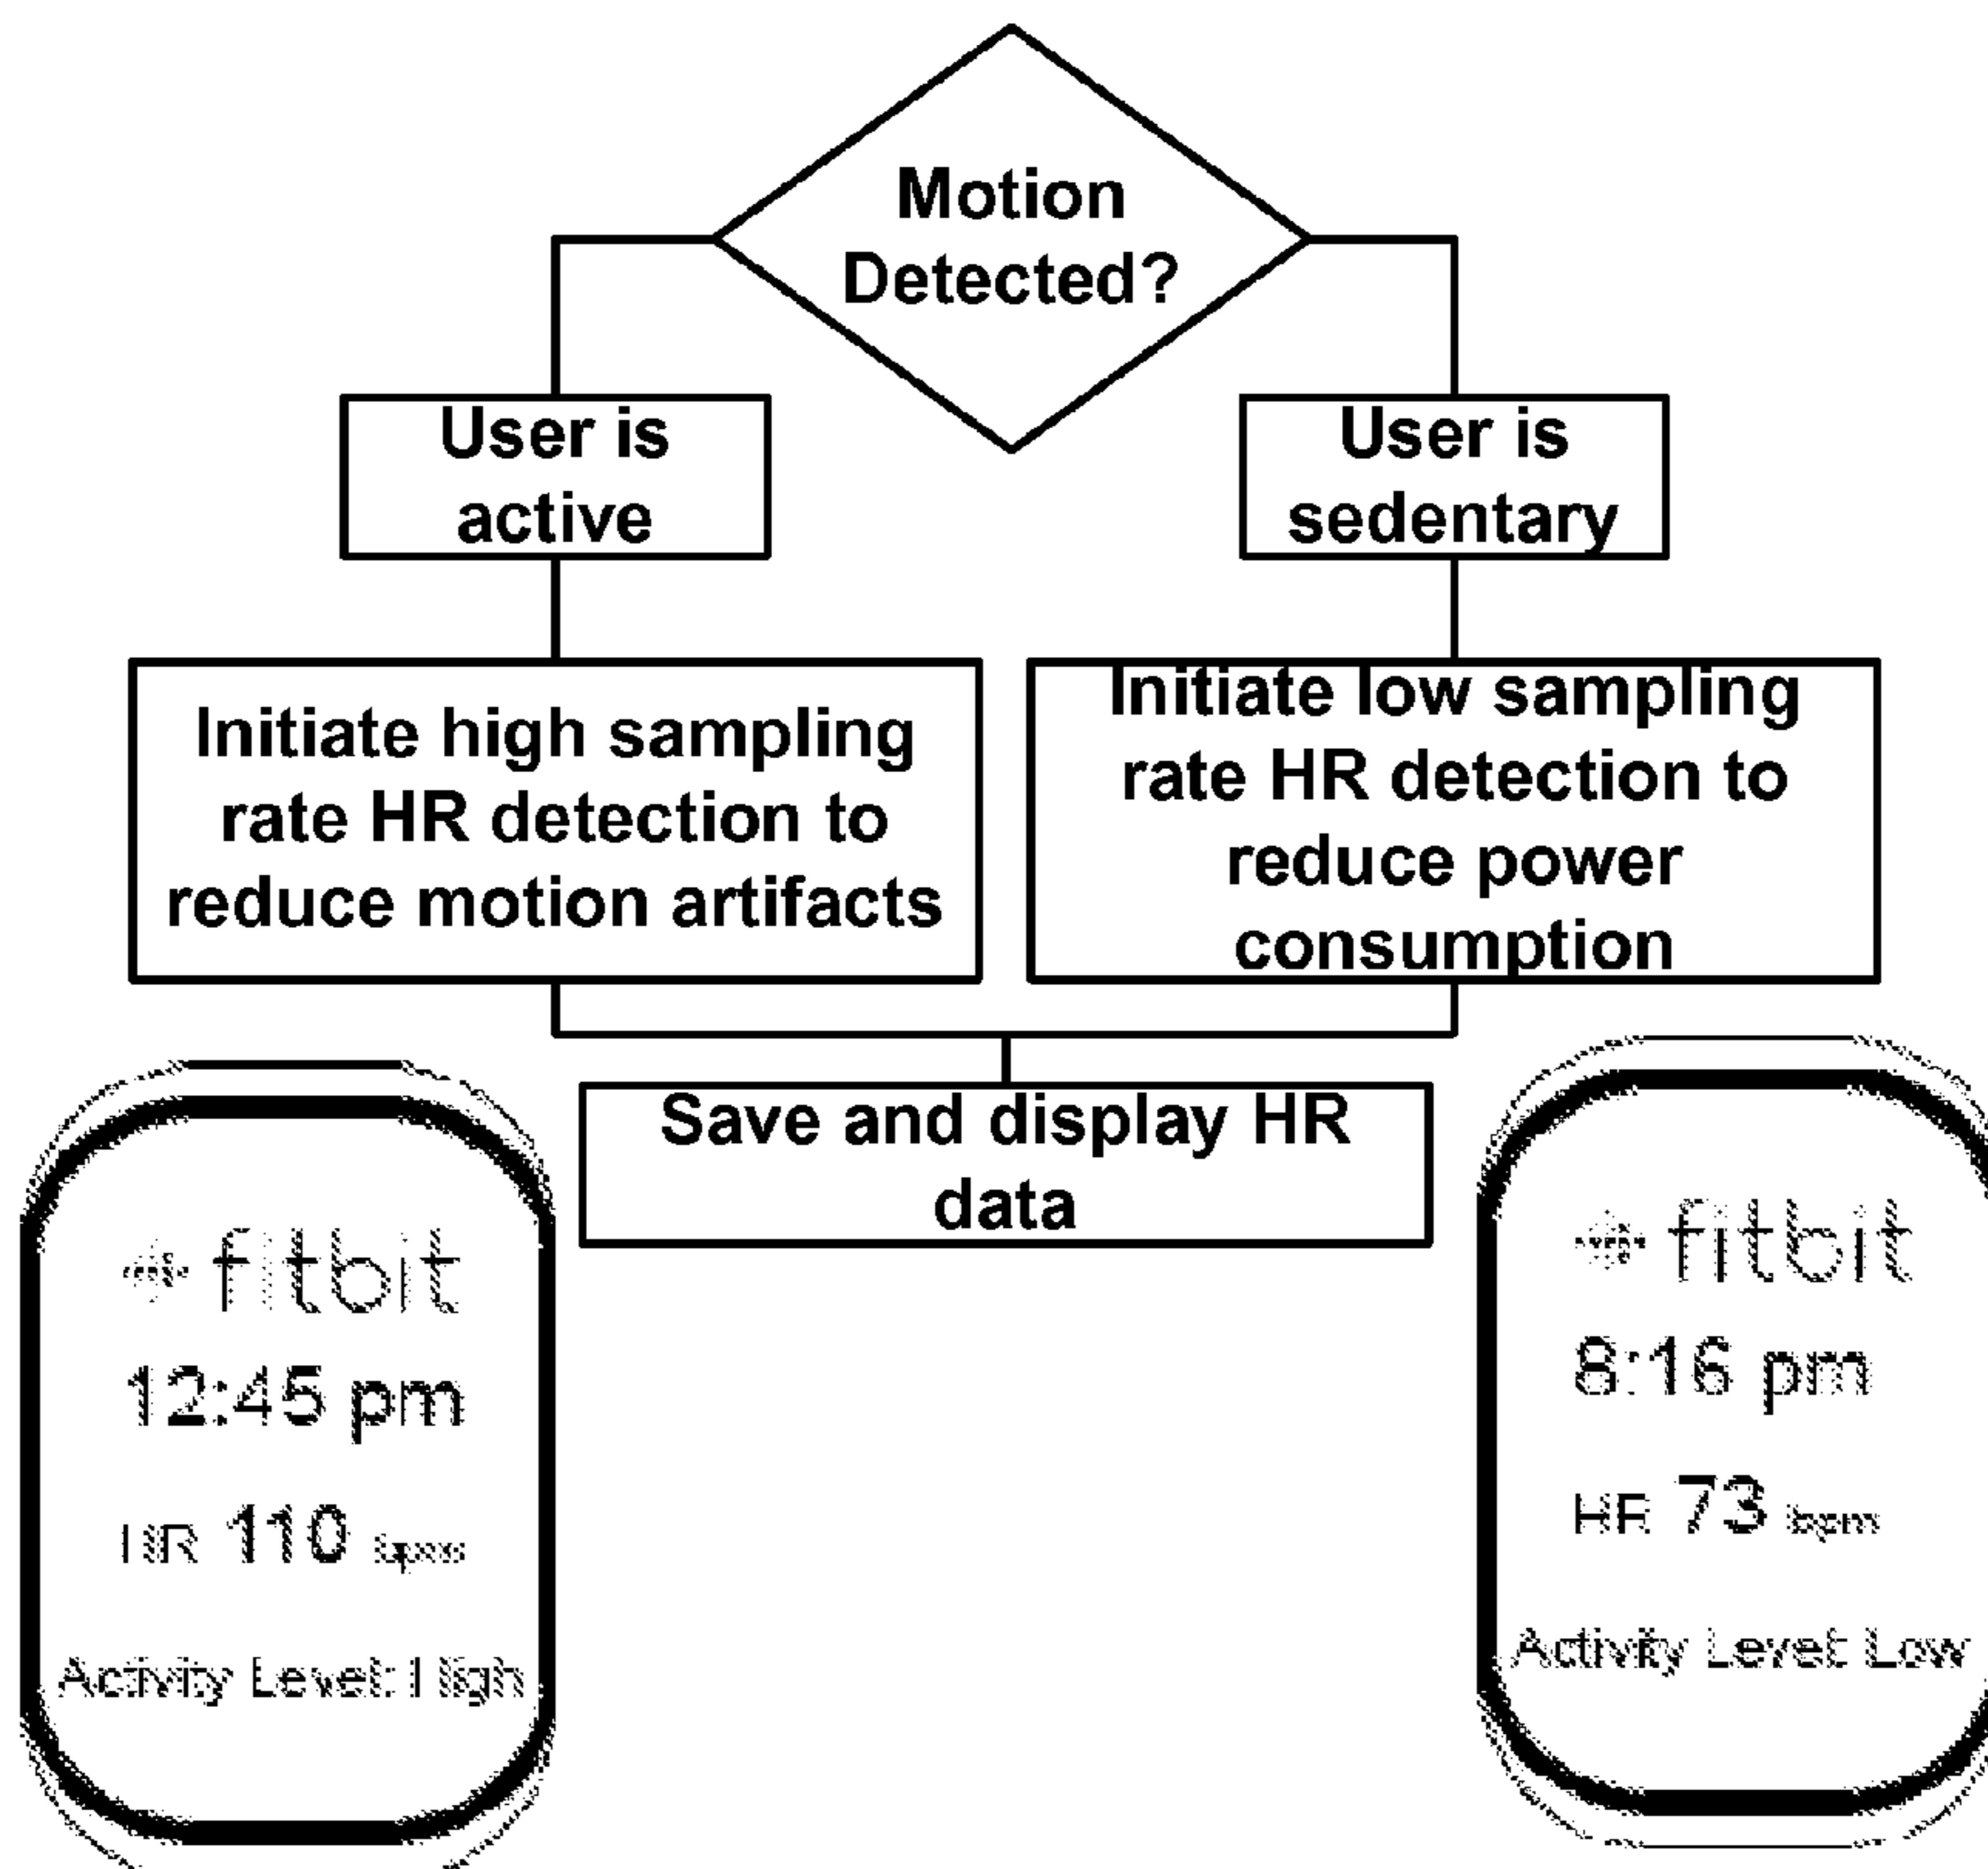 Motion
Detected?
User is
active
User is
sedentary
Initiate high sampling
rate HR detection to
reduce motion artifacts
Initiate low sampling
rate HR detection to
reduce power
consumption
Save and display HR
data
fitbit
12:45 pm
HR 110 bpm
Activity Level: High
fitbit
8:16 pm
HR 73 bpm
Activity Level: Low